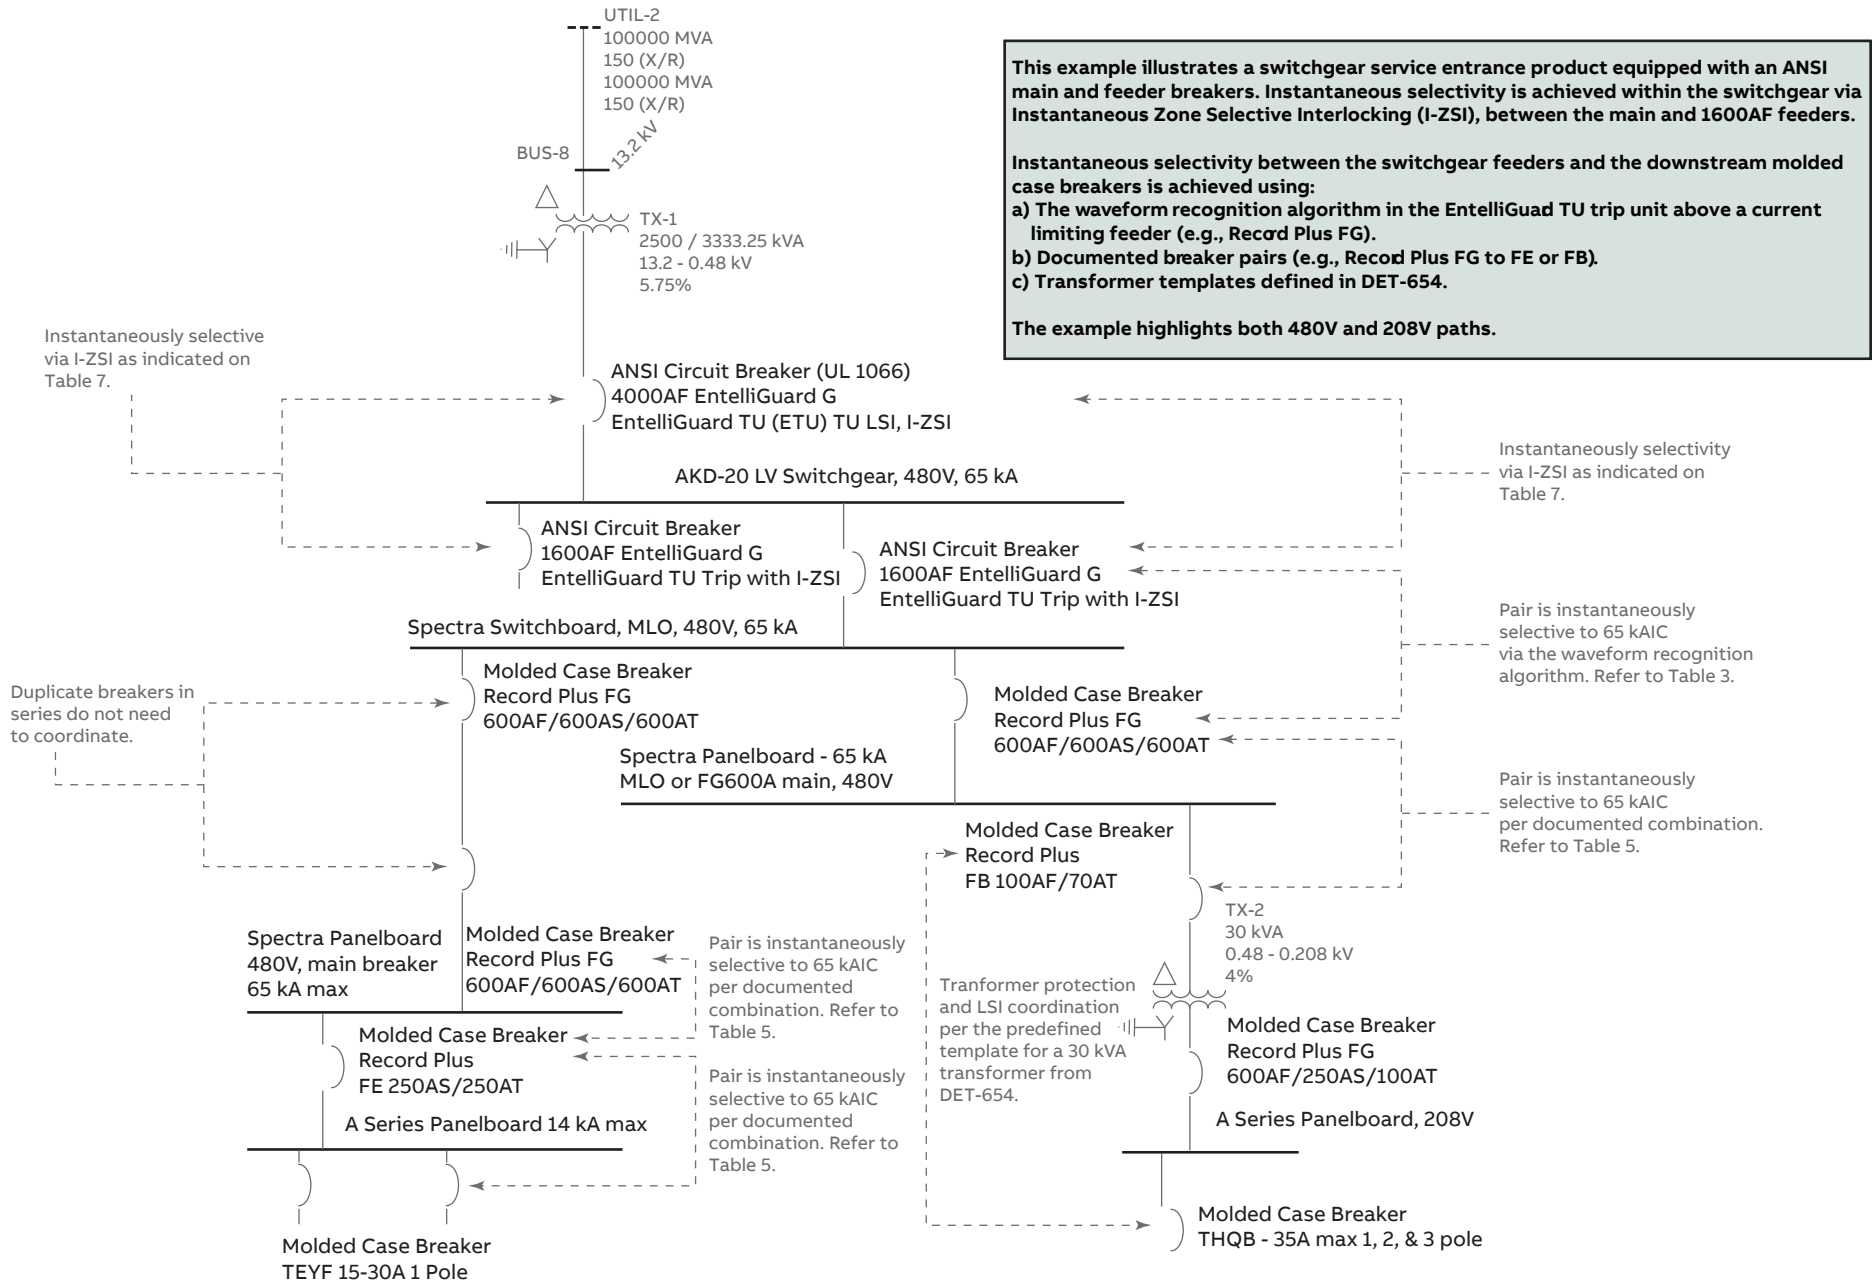 UTIL-2
100000 MVA
150 (X/R)
100000 MVA
150 (X/R)
13.2 kV
BUS-8
TX-1
2500 / 3333.25 kVA
13.2 - 0.48 kV
5.75%
This example illustrates a switchgear service entrance product equipped with an ANSI
main and feeder breakers. Instantaneous selectivity is achieved within the switchgear via
Instantaneous Zone Selective Interlocking (I-ZSI), between the main and 1600AF feeders.
Instantaneous selectivity between the switchgear feeders and the downstream molded
case breakers is achieved using:
a) The waveform recognition algorithm in the EntelliGuad TU trip unit above a current
limiting feeder (e.g., Record Plus FG).
b) Documented breaker pairs (e.g., Record Plus FG to FE or FB).
c) Transformer templates defined in DET-654.
The example highlights both 480V and 208V paths.
Instantaneously selective
via I-ZSI as indicated on
Table 7.
ANSI Circuit Breaker (UL 1066)
4000AF EntelliGuard G
EntelliGuard TU (ETU) TU LSI, I-ZSI
Instantaneously selectivity
via I-ZSI as indicated on
Table 7.
AKD-20 LV Switchgear, 480V, 65 kA
ANSI Circuit Breaker
1600AF EntelliGuard G
EntelliGuard TU Trip with I-ZSI
ANSI Circuit Breaker
1600AF EntelliGuard G
EntelliGuard TU Trip with I-ZSI
Pair is instantaneously
selective to 65 kAIC
via the waveform recognition
algorithm. Refer to Table 3.
Spectra Switchboard, MLO, 480V, 65 kA
Duplicate breakers in
series do not need
to coordinate.
Molded Case Breaker
Record Plus FG
600AF/600AS/600AT
Molded Case Breaker
Record Plus FG
600AF/600AS/600AT
Spectra Panelboard - 65 kA
MLO or FG600A main, 480V
Pair is instantaneously
selective to 65 kAIC
per documented combination.
Refer to Table 5.
Molded Case Breaker
Record Plus
FB 100AF/70AT
TX-2
30 kVA
0.48 - 0.208 kV
4%
Spectra Panelboard
480V, main breaker
65 kA max
Molded Case Breaker
Record Plus FG
600AF/600AS/600AT
Pair is instantaneously
selective to 65 kAIC
per documented
combination. Refer to
Table 5.
Tranformer protection
and LSI coordination
per the predefined
template for a 30 kVA
transformer from
DET-654.
Molded Case Breaker
Record Plus
FE 250AS/250AT
Molded Case Breaker
Record Plus FG
600AF/250AS/100AT
Pair is instantaneously
selective to 65 kAIC
per documented
combination. Refer to
Table 5.
A Series Panelboard 14 kA max
A Series Panelboard, 208V
Molded Case Breaker
TEYF 15-30A 1 Pole
Molded Case Breaker
THQB - 35A max 1, 2, & 3 pole